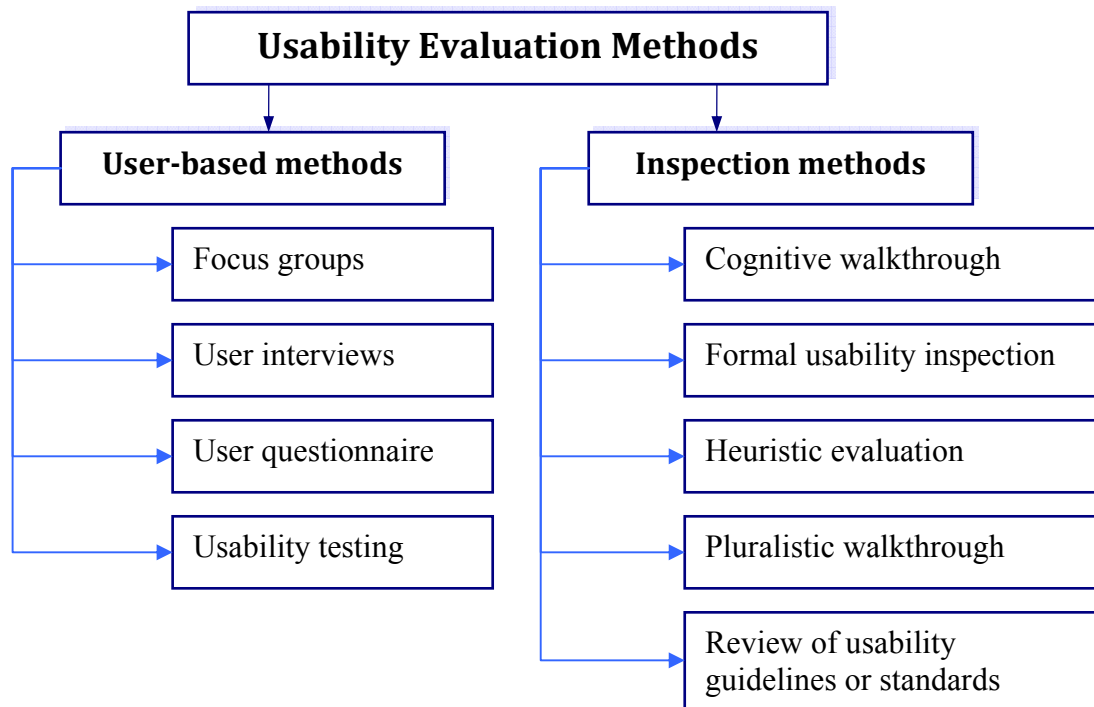 Usability Evaluation Methods
User-based methods
Focus groups
User interviews
User questionnaire
Usability testing
Inspection methods
Cognitive walkthrough
Formal usability inspection
Heuristic evaluation
Pluralistic walkthrough
Review of usability
guidelines or standards